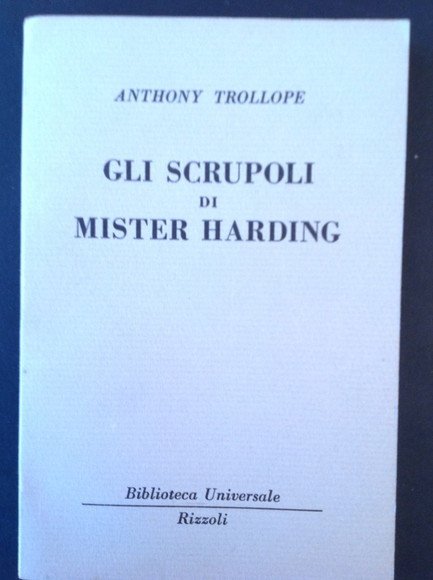 ANTHONY TROLLOPE
GLI SCRUPOLI
DI
MISTER HARDING
Biblioteca Universale
Rizzoli